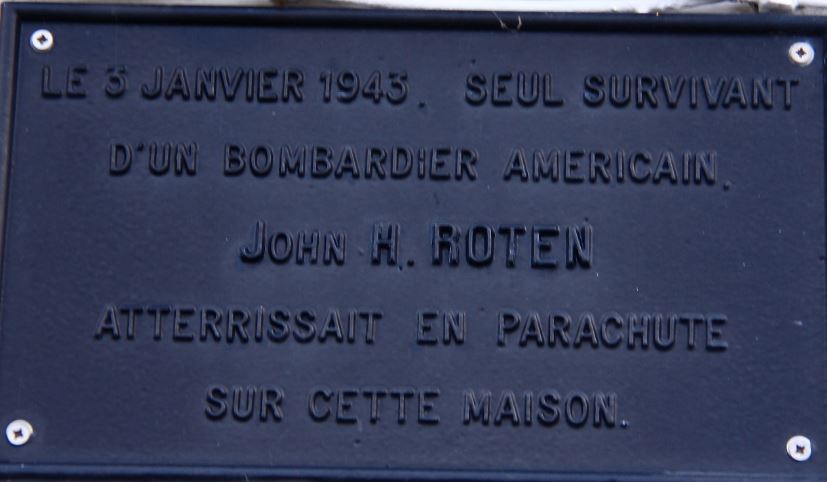 LE 3 JANVIER 1943. SEUL SURVIVANT
D'UN BOMBARDIER AMERICAIN.
JOHN H. ROTEN
ATTERRISSAIT EN PARACHUTE
SUR CETTE MAISON.